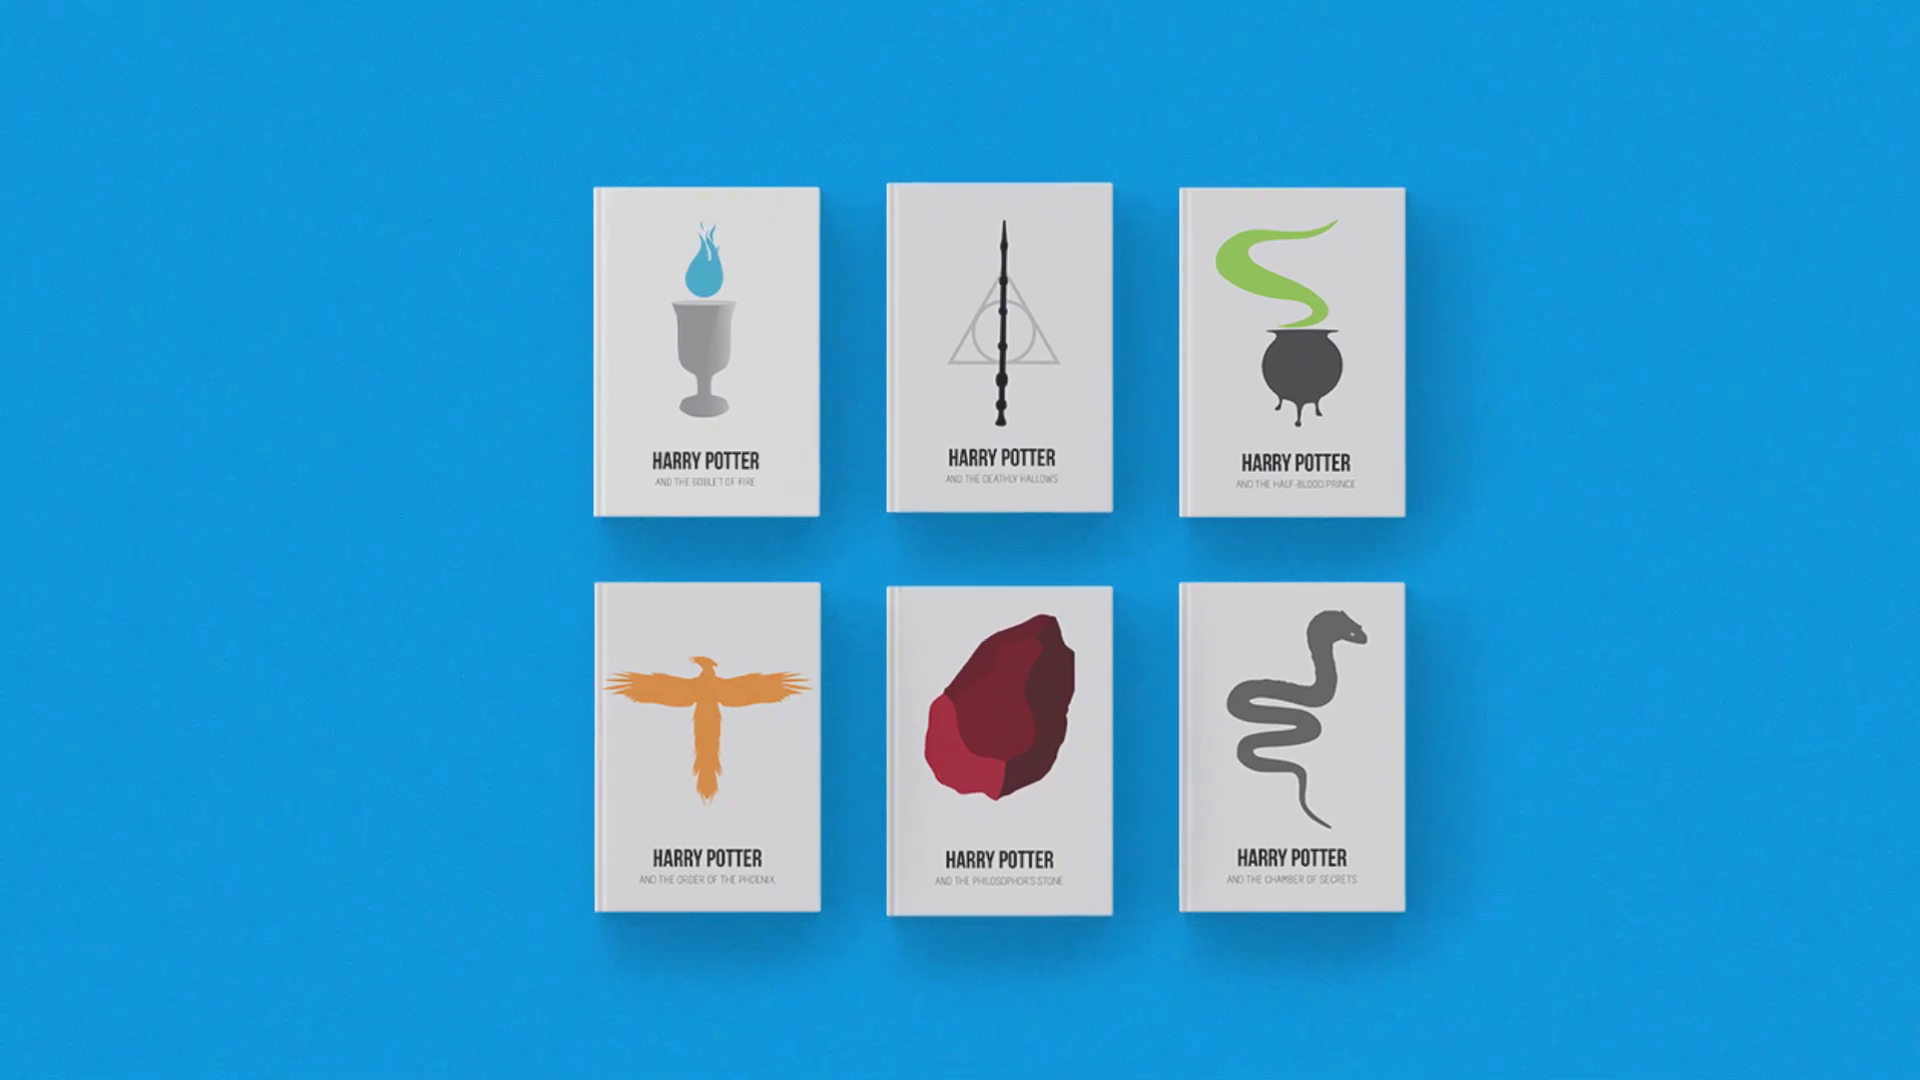 HARRY POTTER
AND THE GOBLET OF FIRE
HARRY POTTER
AND THE DEATHLY HALLOWS
HARRY POTTER
AND THE HALF-BLOOD PRINCE
HARRY POTTER
AND THE ORDER OF THE PHOENIX
HARRY POTTER
AND THE PHILOSOPHOR'S STONE
HARRY POTTER
AND THE CHAMBER OF SECRETS